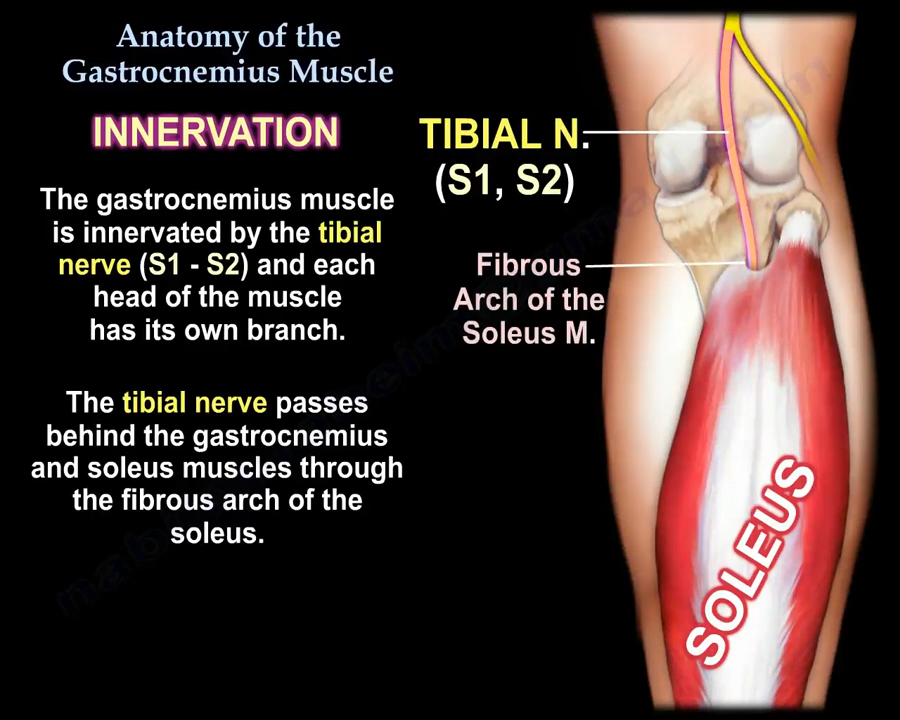 Anatomy of the
Gastrocnemius Muscle
INNERVATION
The gastrocnemius muscle
is innervated by the tibial
nerve (S1 - S2) and each
head of the muscle
has its own branch.
The tibial nerve passes
behind the gastrocnemius
and soleus muscles through
the fibrous arch of the
soleus.
TIBIAL N.
(S1, S2)
Fibrous
Arch of the
Soleus M.
SOLEUS